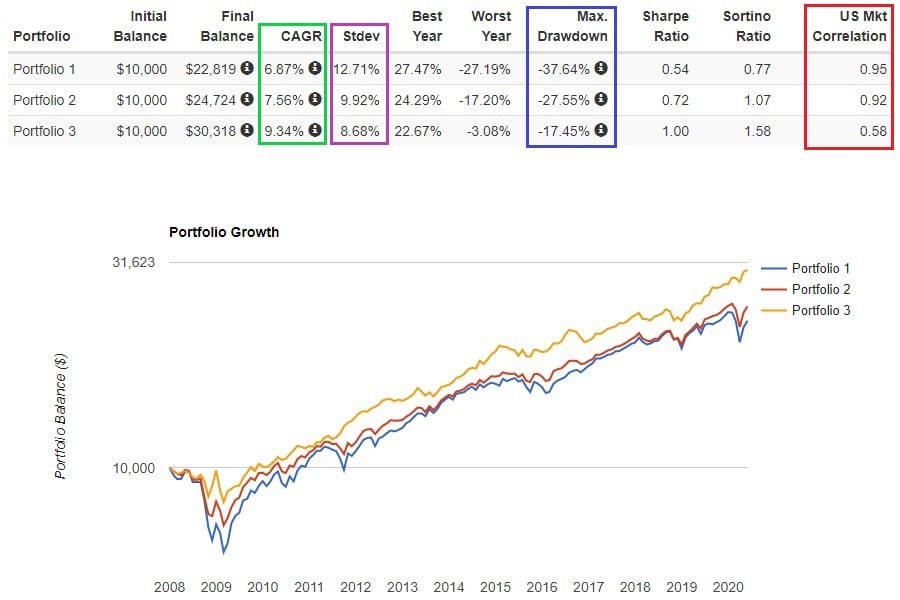 Portfolio Initial Balance Final Balance CAGR Stdev Best Year Worst Year Max. Drawdown Sharpe Ratio Sortino Ratio US Mkt Correlation
Portfolio 1 $10,000 $22,819 6.87% 12.71% 27.47% -27.19% -37.64% 0.54 0.77 0.95
Portfolio 2 $10,000 $24,724 7.56% 9.92% 24.29% -17.20% -27.55% 0.72 1.07 0.92
Portfolio 3 $10,000 $30,318 9.34% 8.68% 22.67% -3.08% -17.45% 1.00 1.58 0.58
Portfolio Growth
31,623
Portfolio 1
Portfolio 2
Portfolio 3
Portfolio Balance ($)
10,000
2008 2009 2010 2011 2012 2013 2014 2015 2016 2017 2018 2019 2020